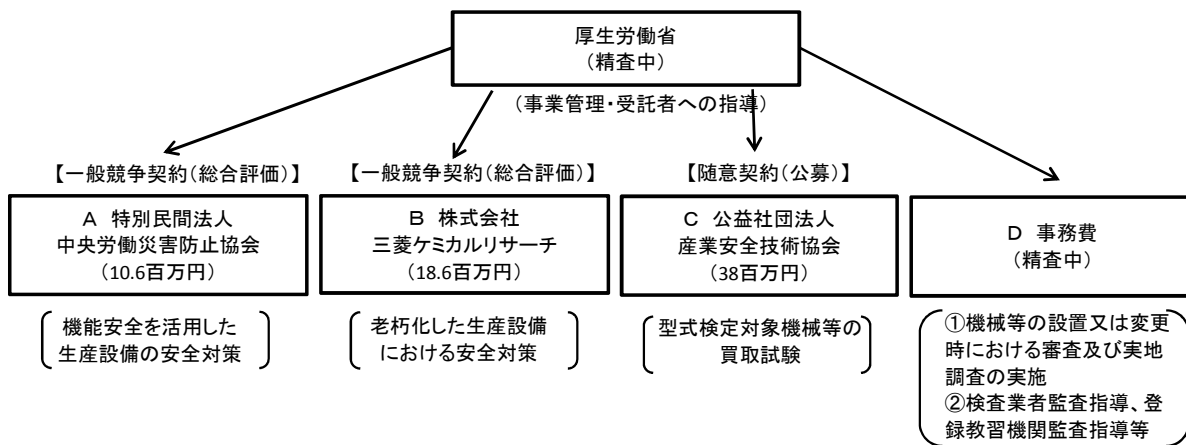 厚生労働省
（精査中）
（事業管理・受託者への指導）
【一般競争契約（総合評価）】
A 特別民間法人
中央労働災害防止協会
（10.6百万円）
機能安全を活用した
生産設備の安全対策
【一般競争契約（総合評価）】
B 株式会社
三菱ケミカルリサーチ
（18.6百万円）
老朽化した生産設備
における安全対策
【随意契約（公募）】
C 公益社団法人
産業安全技術協会
（38百万円）
型式検定対象機械等の
買取試験
D 事務費
（精査中）
①機械等の設置又は変更
時における審査及び実地
調査の実施
②検査業者監査指導、登
録教習機関監査指導等